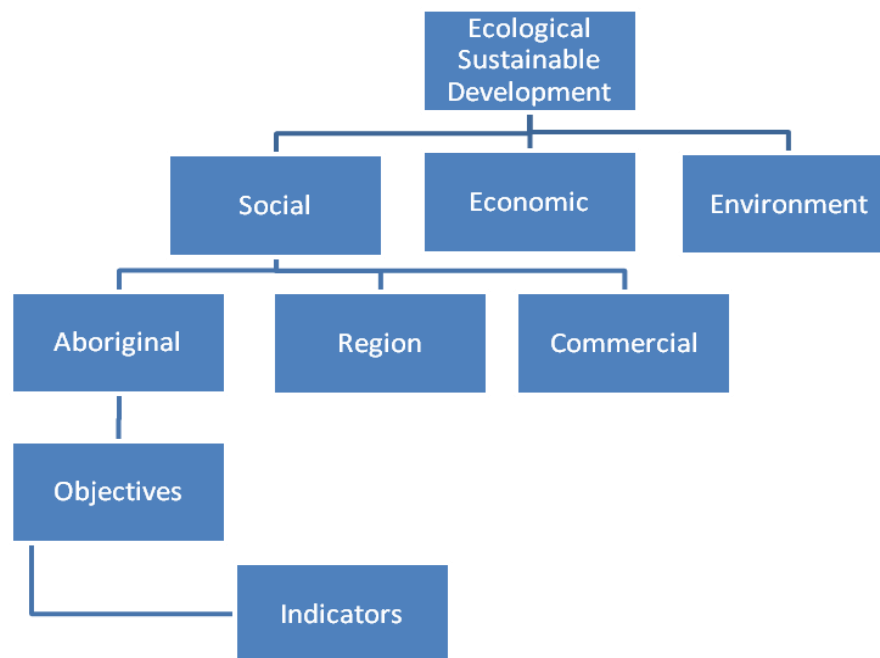 Ecological
Sustainable
Development
Social
Economic
Environment
Aboriginal
Region
Commercial
Objectives
Indicators